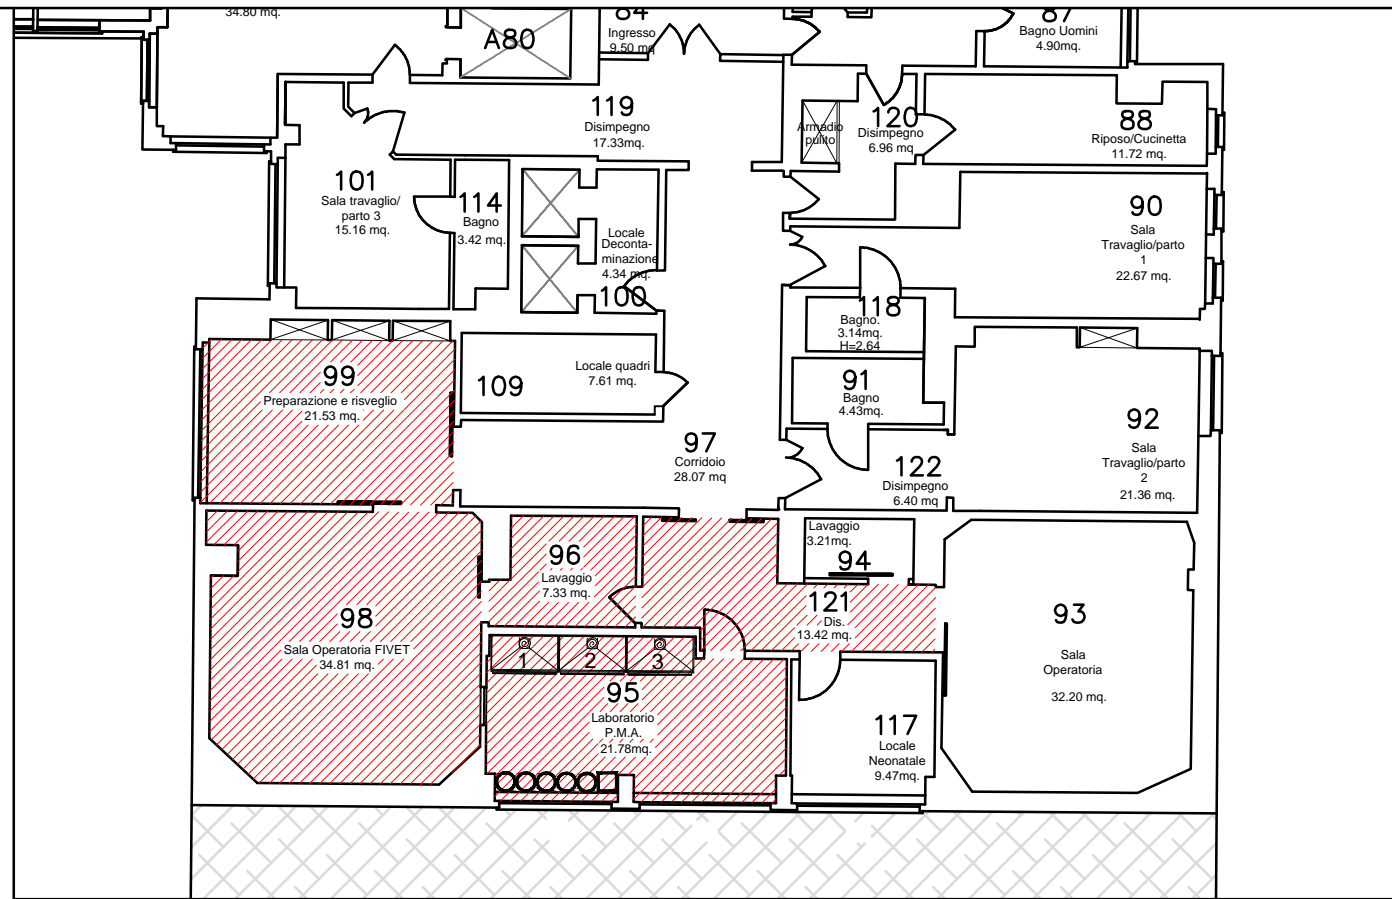 34.80 mq.
A80
84
Ingresso
9.50 mq
87
Bagno Uomini
4.90mq.
119
Disimpegno
17.33mq.
Armadio
pulito
120
Disimpegno
6.96 mq
88
Riposo/Cucinetta
11.72 mq.
101
Sala travaglio/
parto 3
15.16 mq.
114
Bagno
3.42 mq.
Locale
Deconta-
minazione
4.34 mq.
100
90
Sala
Travaglio/parto
1
22.67 mq.
118
Bagno.
3.14mq.
H=2.64
99
Preparazione e risveglio
21.53 mq.
109
Locale quadri
7.61 mq.
91
Bagno
4.43mq.
92
Sala
Travaglio/parto
2
21.36 mq.
97
Corridoio
28.07 mq
122
Disimpegno
6.40 mq
96
Lavaggio
7.33 mq.
Lavaggio
3.21mq.
94
98
Sala Operatoria FIVET
34.81 mq.
121
Dis.
13.42 mq.
93
Sala
Operatoria
32.20 mq.
1
2
3
95
Laboratorio
P.M.A.
21.78mq.
117
Locale
Neonatale
9.47mq.